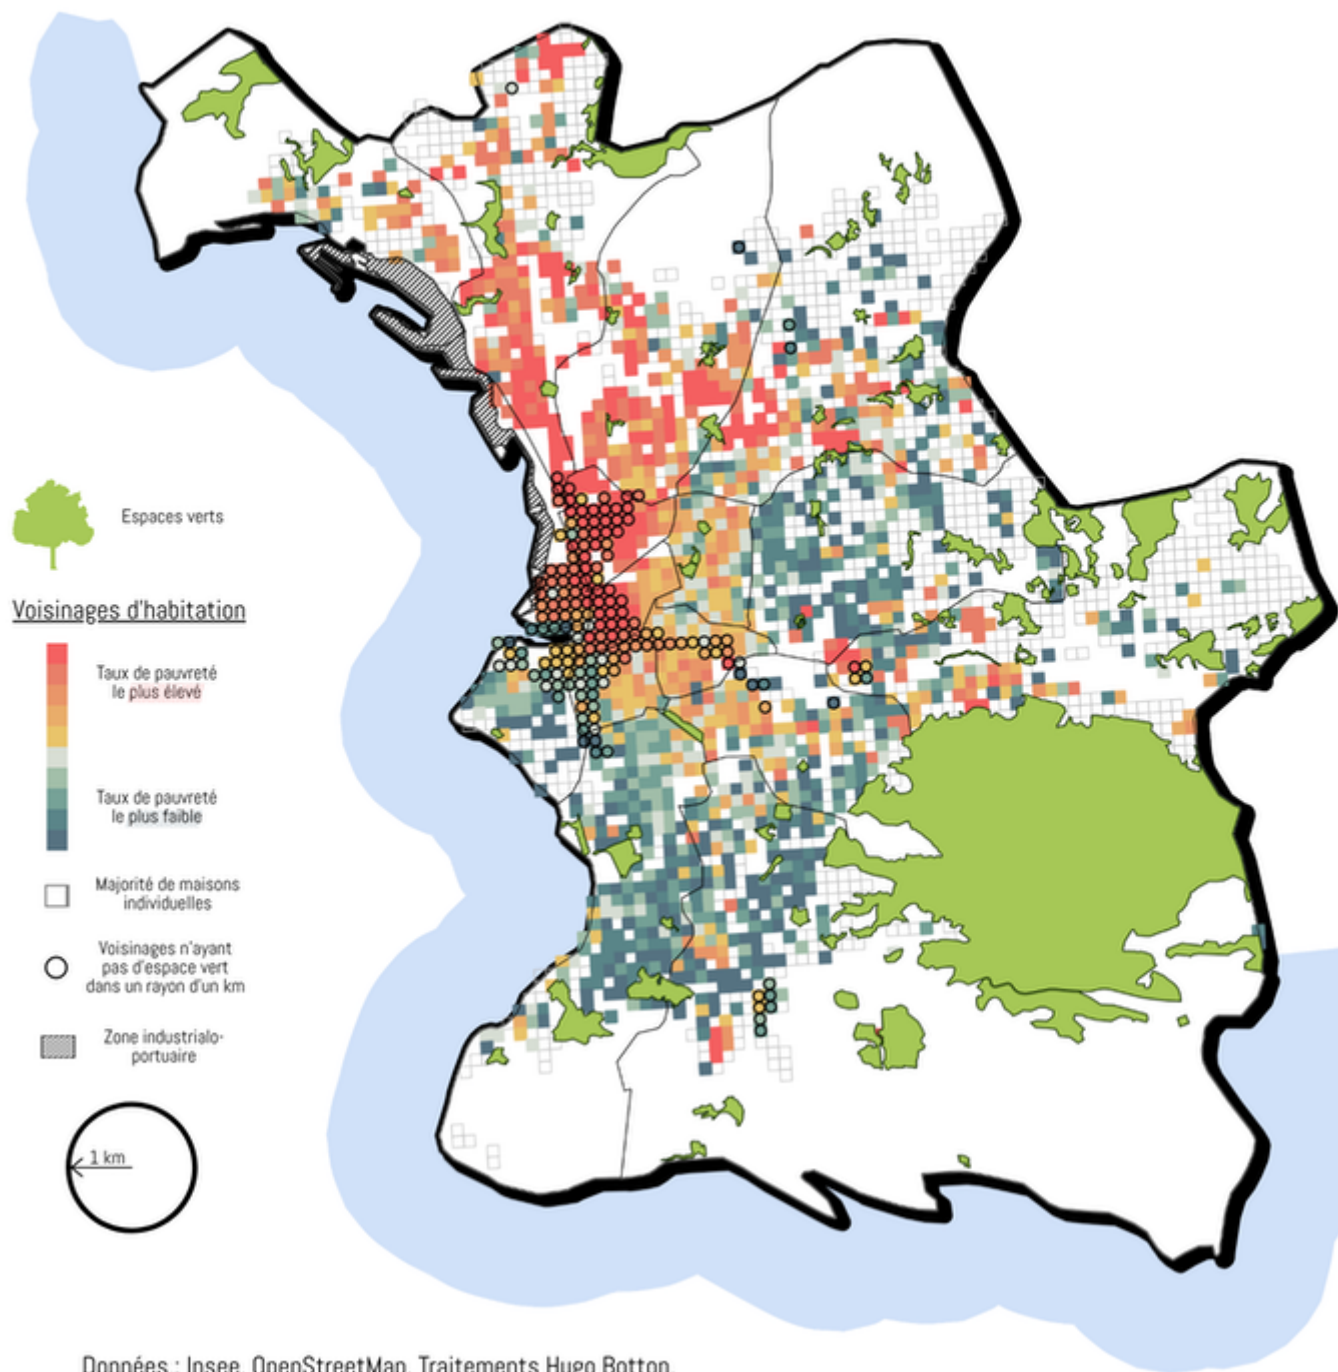 Espaces verts
Voisinages d'habitation
Taux de pauvreté
le plus élevé
Taux de pauvreté
le plus faible
Majorité de maisons
individuelles
Voisinages n'ayant
pas d'espace vert
dans un rayon d'un km
Zone industrialo-
portuaire
1 km
Données : Insee, OpenStreetMap. Traitements Hugo Botton.